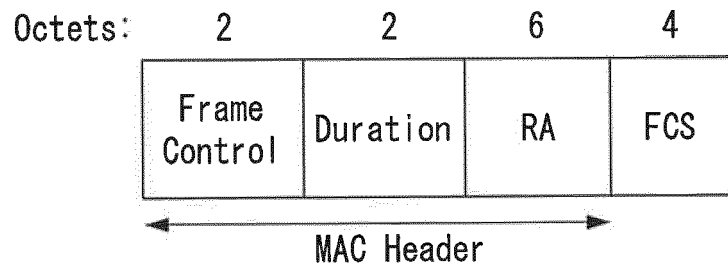 Octets: 2 2 6 4
Frame Control Duration RA FCS
MAC Header